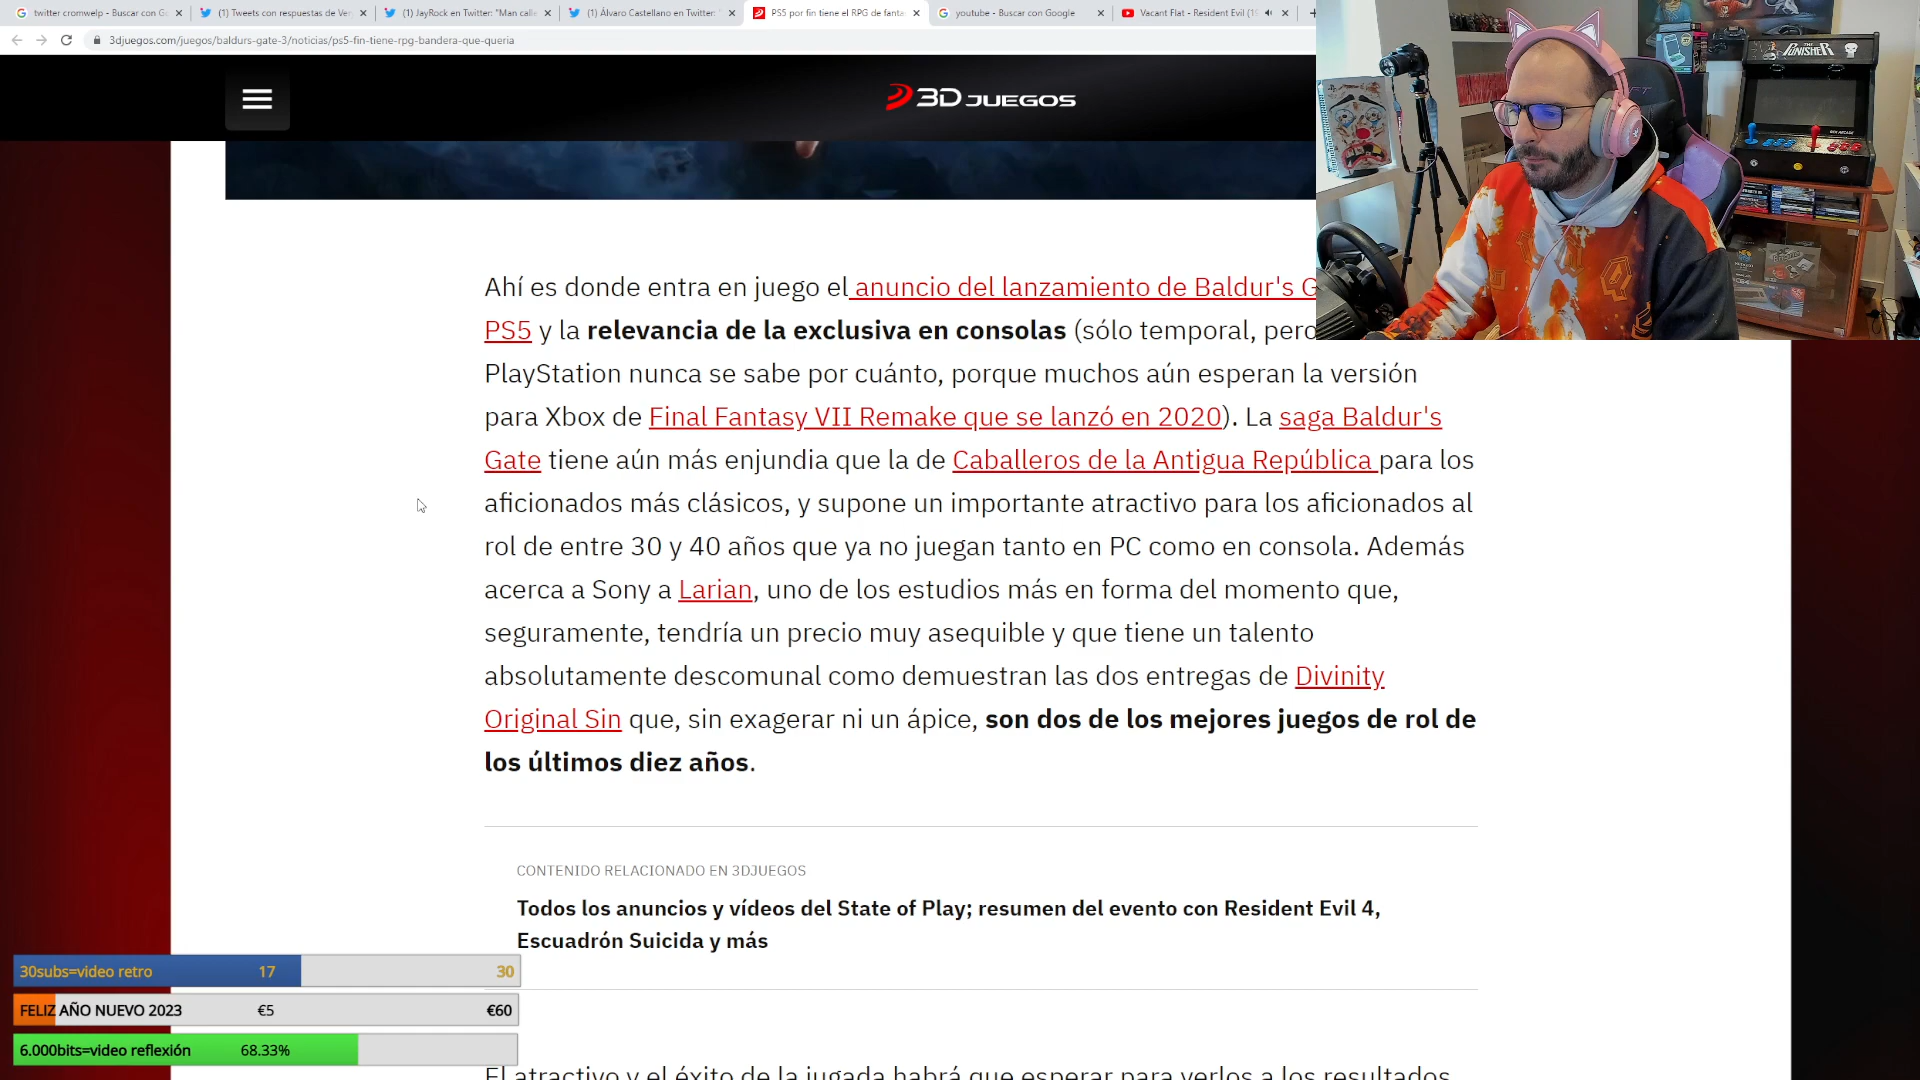 twitter cromwelp - Buscar con G
(1) Tweets con respuestas de Ver
(1) JayRock en Twitter: "Man calle
(1) Álvaro Castellano en Twitter: "
PS5 por fin tiene el RPG de fanta
youtube - Buscar con Google
Vacant Flat - Resident Evil (1
3djuegos.com/juegos/baldurs-gate-3/noticias/ps5-fin-tiene-rpg-bandera-que-queria
3D JUEGOS
THE PUNISHER
Ahí es donde entra en juego el anuncio del lanzamiento de Baldur's G
PS5 y la relevancia de la exclusiva en consolas (sólo temporal, pero
PlayStation nunca se sabe por cuánto, porque muchos aún esperan la versión
para Xbox de Final Fantasy VII Remake que se lanzó en 2020). La saga Baldur's
Gate tiene aún más enjundia que la de Caballeros de la Antigua República para los
aficionados más clásicos, y supone un importante atractivo para los aficionados al
rol de entre 30 y 40 años que ya no juegan tanto en PC como en consola. Además
acerca a Sony a Larian, uno de los estudios más en forma del momento que,
seguramente, tendría un precio muy asequible y que tiene un talento
absolutamente descomunal como demuestran las dos entregas de Divinity
Original Sin que, sin exagerar ni un ápice, son dos de los mejores juegos de rol de
los últimos diez años.
CONTENIDO RELACIONADO EN 3DJUEGOS
Todos los anuncios y vídeos del State of Play; resumen del evento con Resident Evil 4,
Escuadrón Suicida y más
30subs=video retro 17 30
FELIZ AÑO NUEVO 2023 €5 €60
6.000bits=video reflexión 68.33%
El atractivo y el éxito de la jugada habrá que esperar para verlos a los resultados